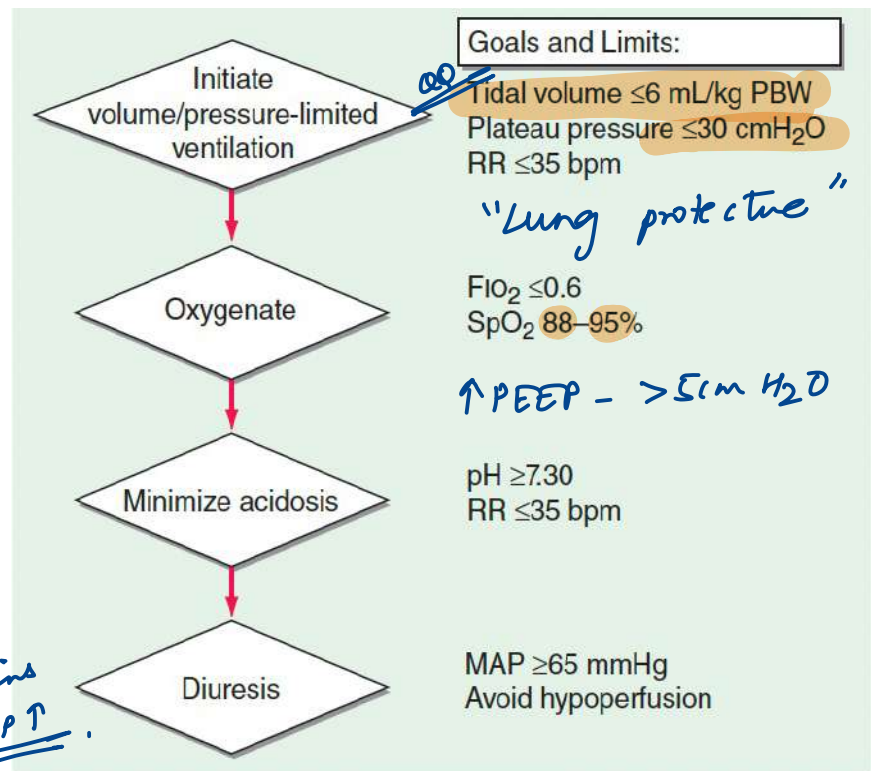 Goals and Limits:
Initiate
volume/pressure-limited
ventilation
Tidal volume ≤6 mL/kg PBW
Plateau pressure ≤30 cmH₂O
RR ≤35 bpm
"Lung protective"
Oxygenate
FIO₂ ≤0.6
SpO₂ 88–95%
↑ PEEP - >5cm H₂O
Minimize acidosis
pH ≥7.30
RR ≤35 bpm
Diuresis
MAP ≥65 mmHg
Avoid hypoperfusion
P↑.